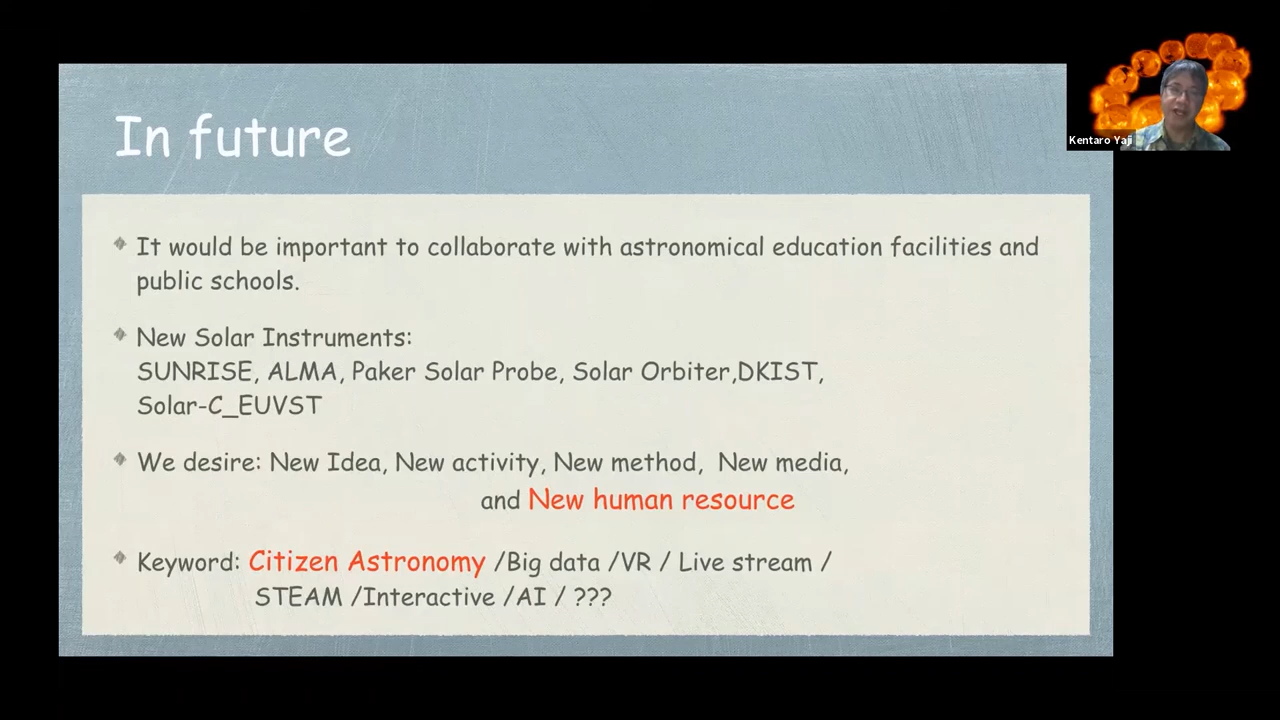 In future
Kentaro Yaji
It would be important to collaborate with astronomical education facilities and
public schools.
New Solar Instruments:
SUNRISE, ALMA, Paker Solar Probe, Solar Orbiter,DKIST,
Solar-C_EUVST
We desire: New Idea, New activity, New method, New media,
and New human resource
Keyword: Citizen Astronomy /Big data /VR / Live stream /
STEAM /Interactive /AI / ???